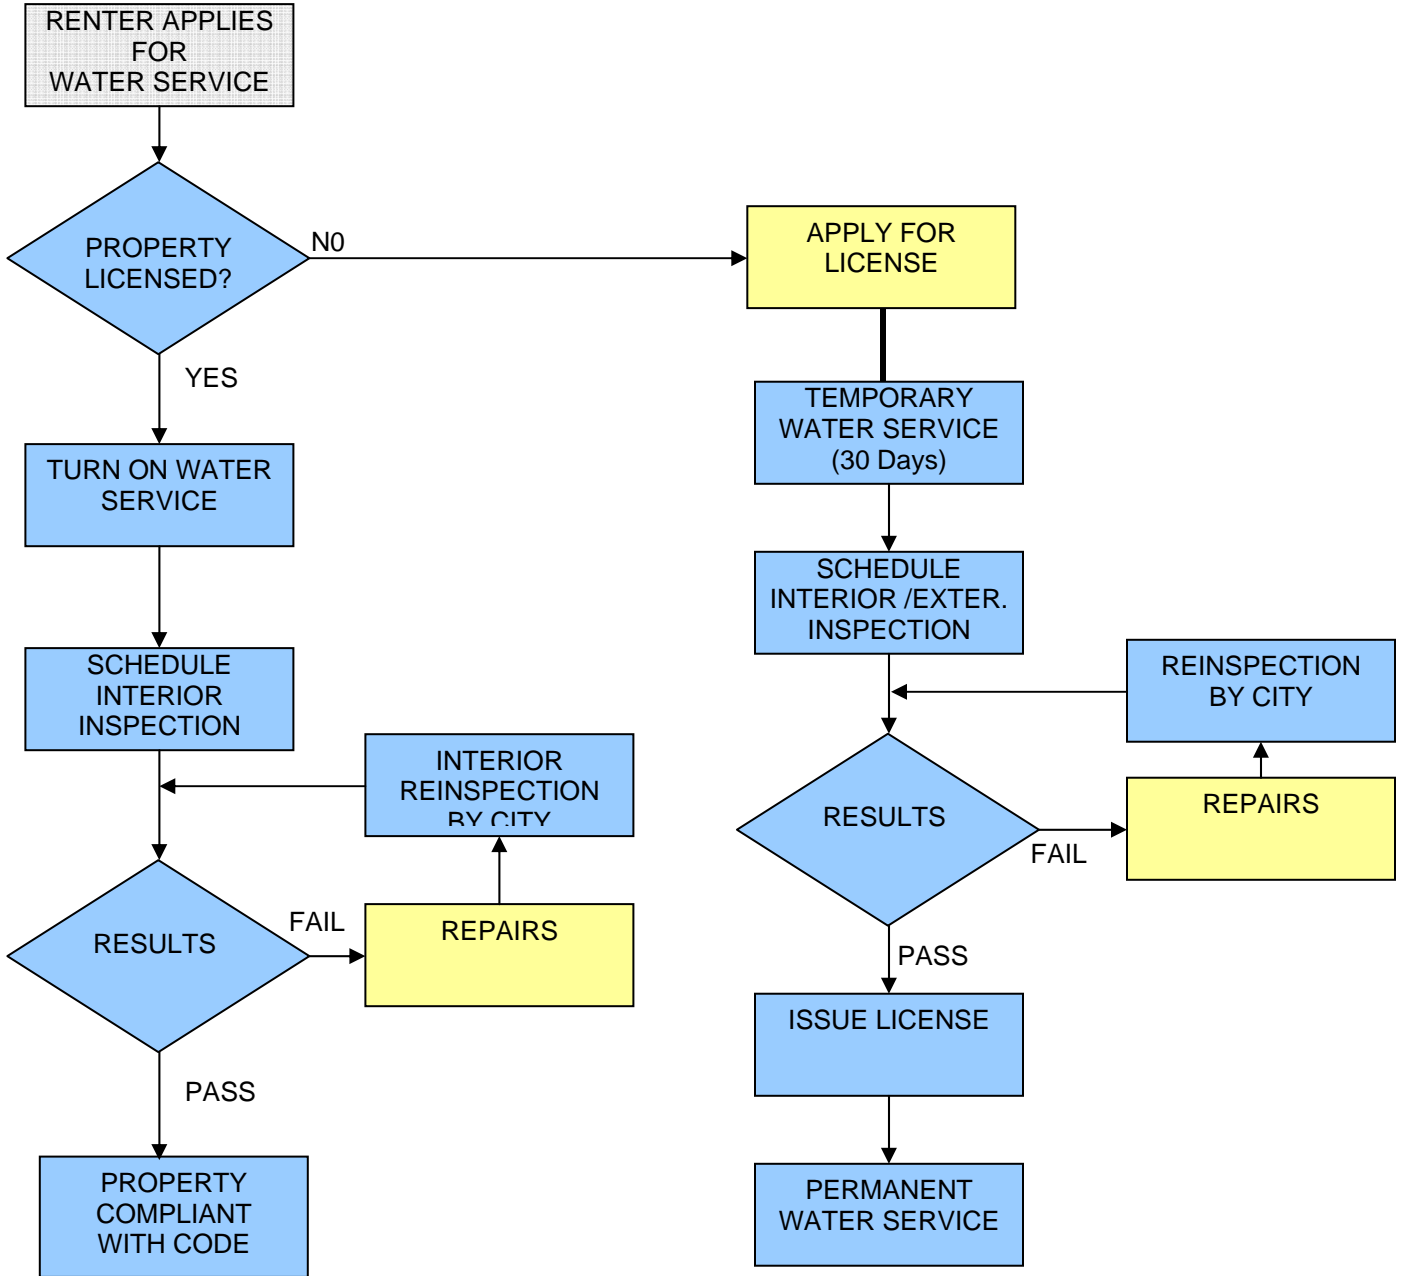 RENTER APPLIES
FOR
WATER SERVICE
PROPERTY
LICENSED?
N0
APPLY FOR
LICENSE
YES
TEMPORARY
WATER SERVICE
(30 Days)
TURN ON WATER
SERVICE
SCHEDULE
INTERIOR /EXTER.
INSPECTION
SCHEDULE
INTERIOR
INSPECTION
REINSPECTION
BY CITY
INTERIOR
REINSPECTION
BY CITY
RESULTS
FAIL
REPAIRS
RESULTS
FAIL
REPAIRS
PASS
ISSUE LICENSE
PASS
PROPERTY
COMPLIANT
WITH CODE
PERMANENT
WATER SERVICE